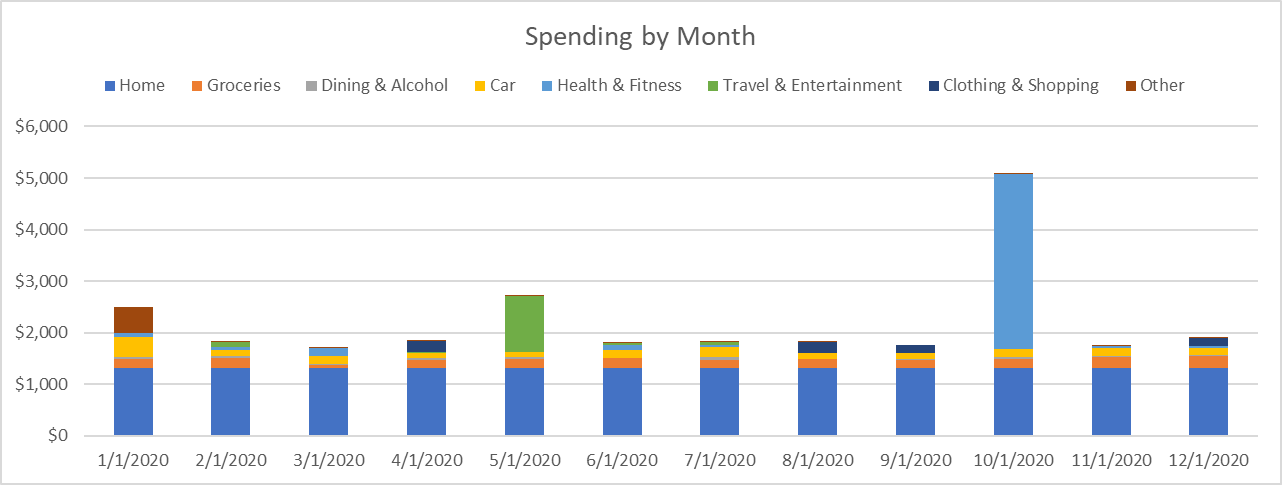 Spending by Month
Home Groceries Dining & Alcohol Car Health & Fitness Travel & Entertainment Clothing & Shopping Other
$6,000
$5,000
$4,000
$3,000
$2,000
$1,000
$0
1/1/2020 2/1/2020 3/1/2020 4/1/2020 5/1/2020 6/1/2020 7/1/2020 8/1/2020 9/1/2020 10/1/2020 11/1/2020 12/1/2020